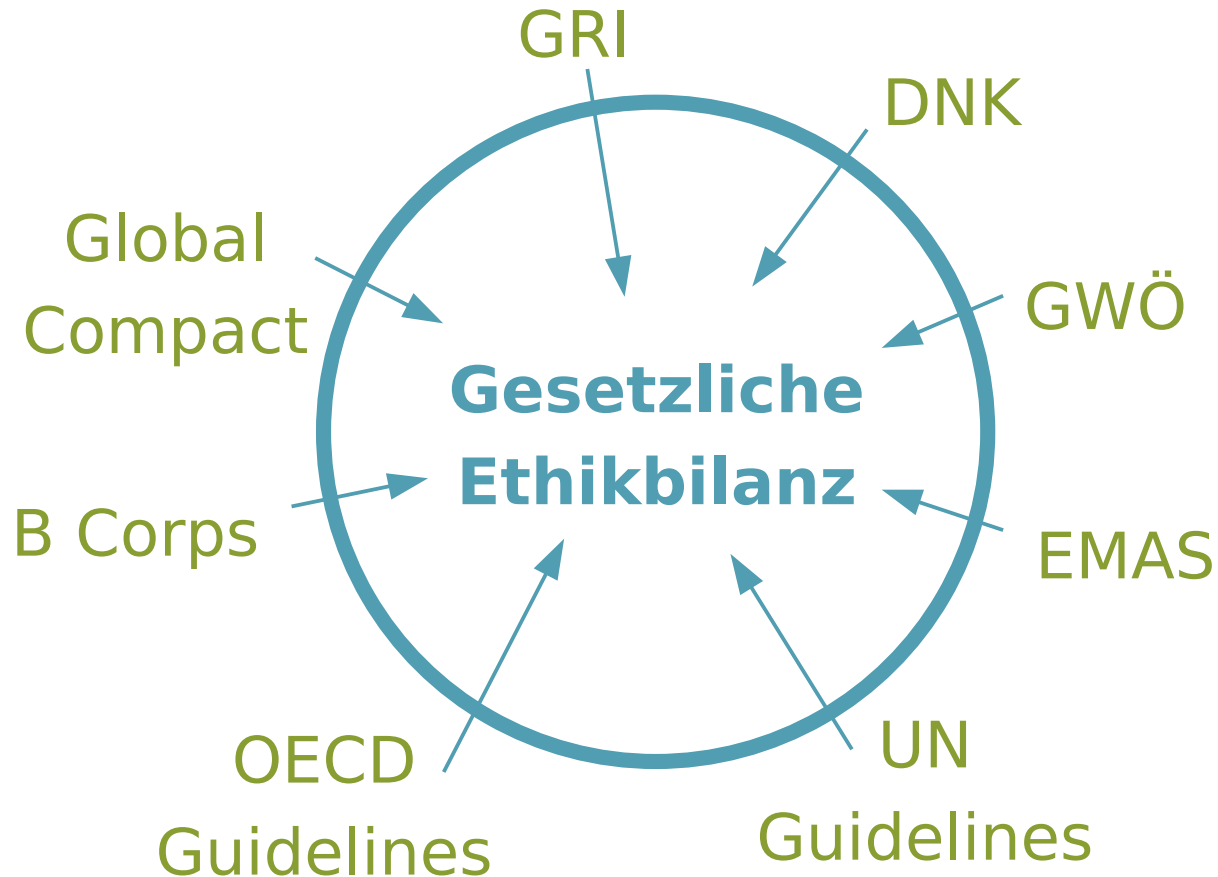 GRI
DNK
Global
Compact
GWÖ
Gesetzliche
Ethikbilanz
B Corps
EMAS
OECD
Guidelines
UN
Guidelines